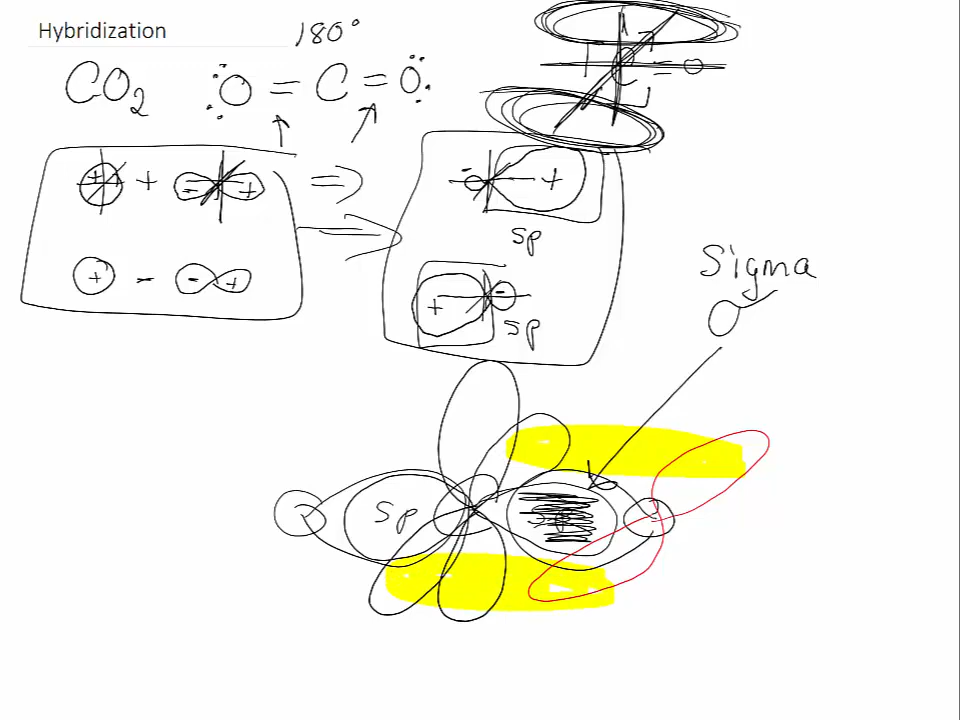 Hybridization
180°
CO₂ O = C = O
C = O
+ + - + ⇒ - +
sp
+ - - +
+ -
sp
Sigma
σ
sp